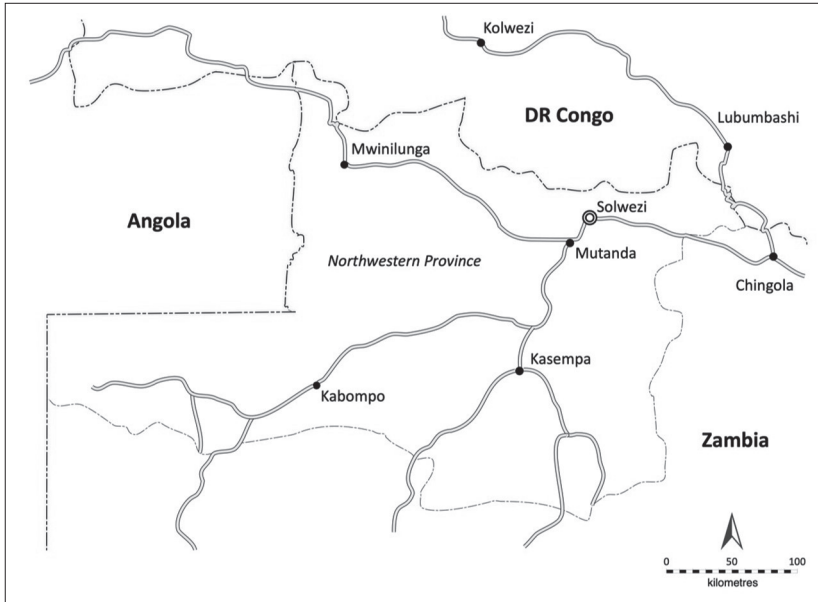 Kolwezi
DR Congo
Lubumbashi
Mwinilunga
Solwezi
Angola
Mutanda
Northwestern Province
Chingola
Kasempa
Kabompo
Zambia
0 50 100
kilometres